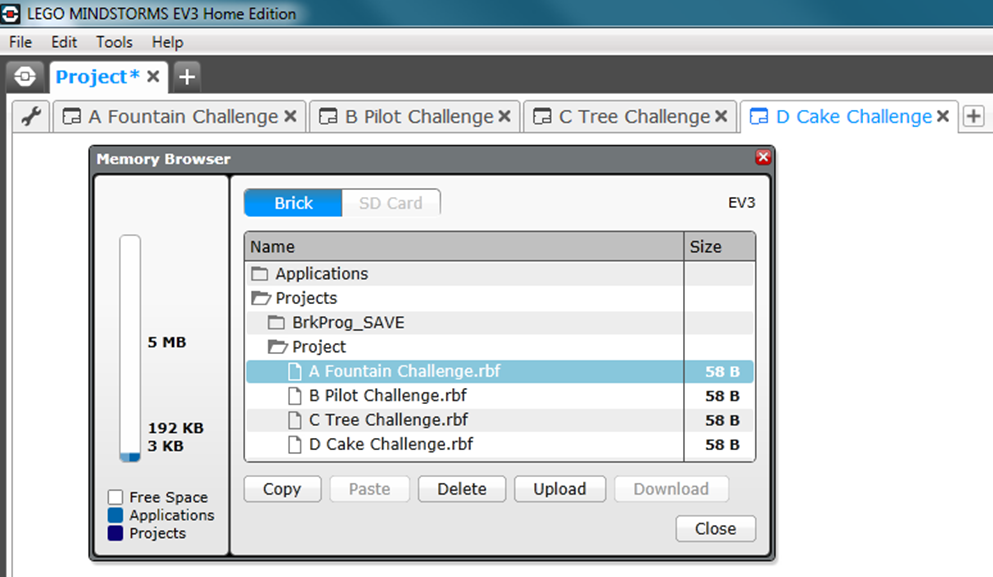 LEGO MINDSTORMS EV3 Home Edition
File Edit Tools Help
Project*
A Fountain Challenge B Pilot Challenge C Tree Challenge D Cake Challenge
Memory Browser
Brick SD Card EV3
Name Size
Applications
Projects
BrkProg_SAVE
Project
A Fountain Challenge.rbf 58 B
B Pilot Challenge.rbf 58 B
C Tree Challenge.rbf 58 B
D Cake Challenge.rbf 58 B
5 MB
192 KB
3 KB
Free Space
Applications
Projects
Copy Paste Delete Upload Download
Close